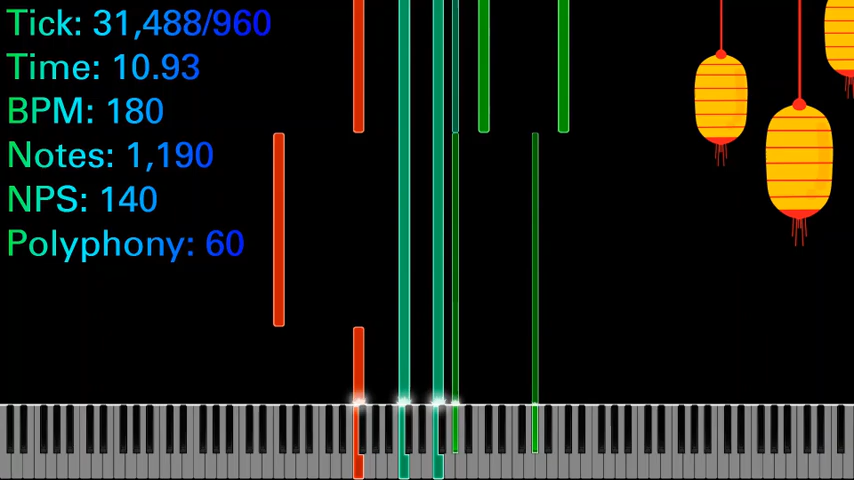 Tick: 31,488/960
Time: 10.93
BPM: 180
Notes: 1,190
NPS: 140
Polyphony: 60